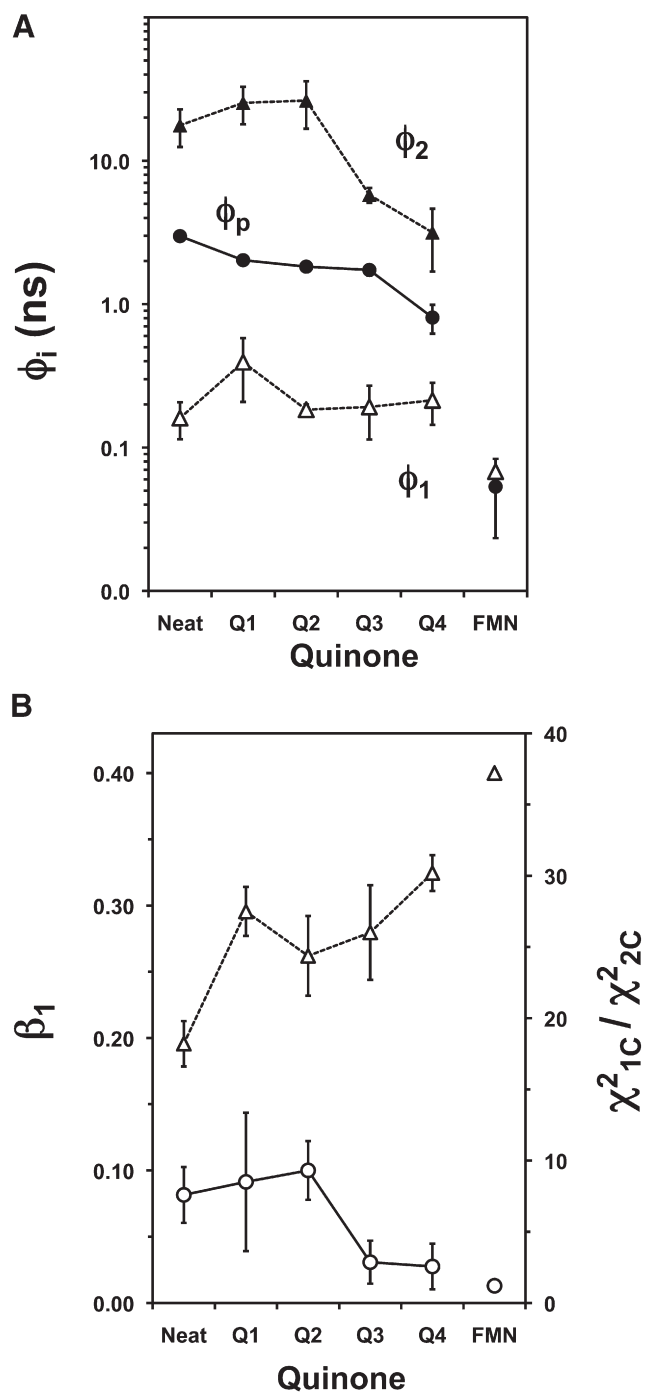 A
10.0
1.0
0.1
0.0
ϕi (ns)
ϕ2
ϕp
ϕ1
Neat Q1 Q2 Q3 Q4 FMN
Quinone
B
0.40
0.30
0.20
0.10
0.00
β1
40
30
20
10
0
χ²1C / χ²2C
Neat Q1 Q2 Q3 Q4 FMN
Quinone